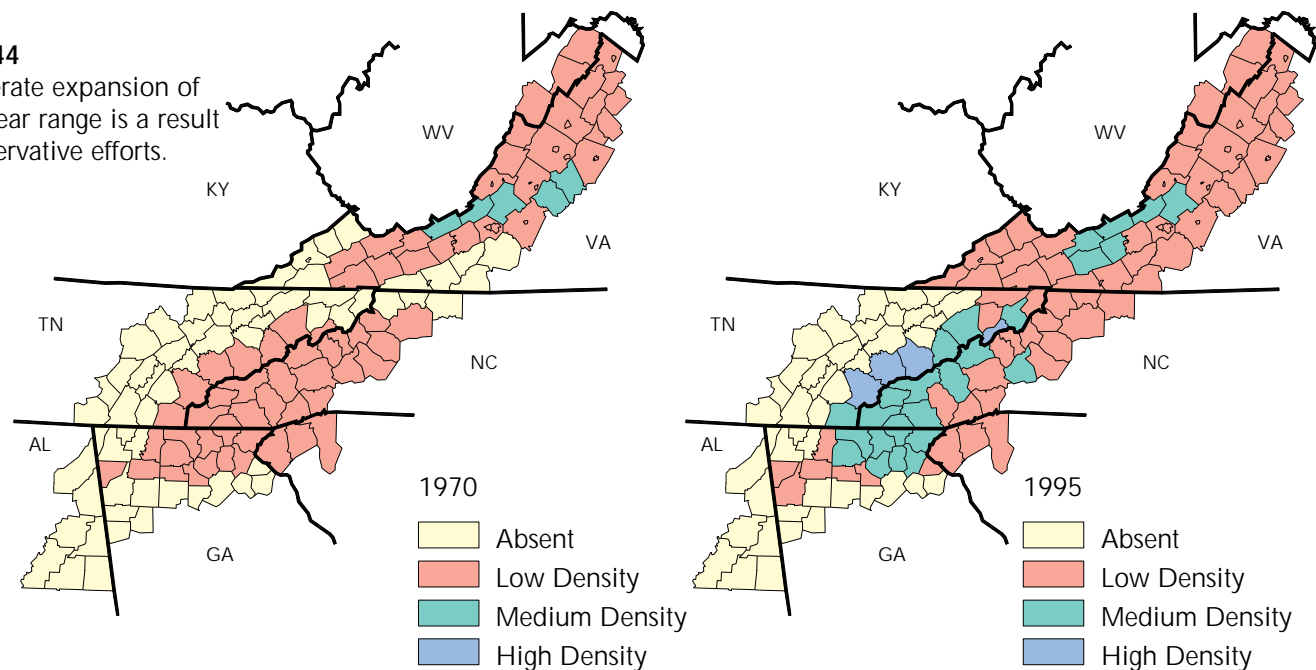 44
erate expansion of
ear range is a result
ervative efforts.
WV
KY
VA
TN
NC
AL
GA
1970
Absent
Low Density
Medium Density
High Density
WV
KY
VA
TN
NC
AL
GA
1995
Absent
Low Density
Medium Density
High Density